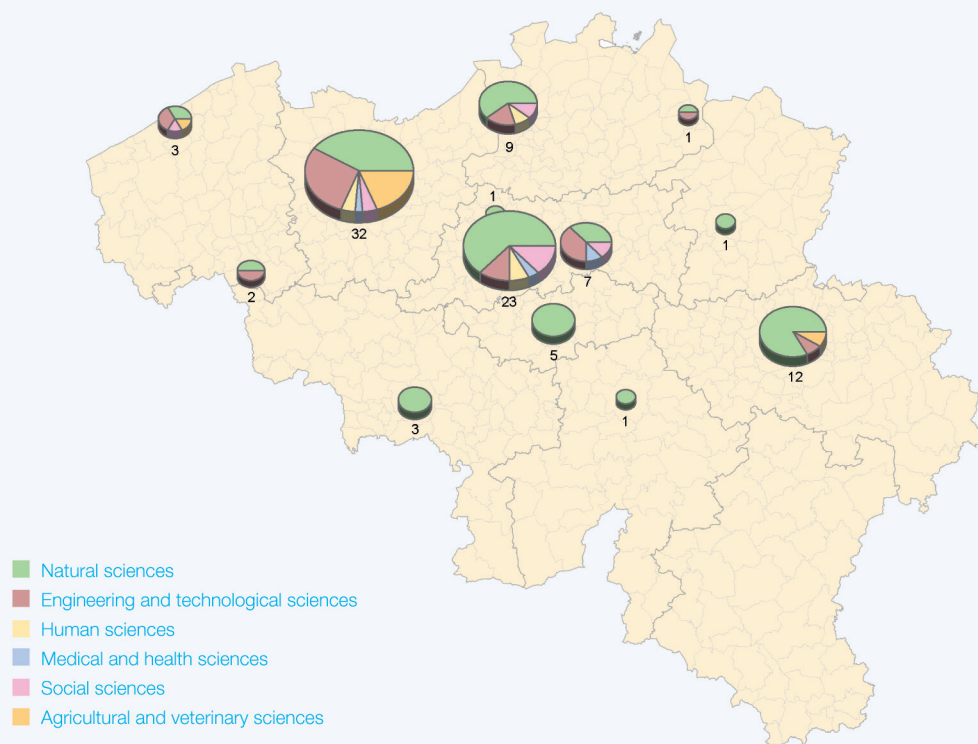 1
9
3
1
32
1
1
7
23
2
5
12
3
1
Natural sciences
Engineering and technological sciences
Human sciences
Medical and health sciences
Social sciences
Agricultural and veterinary sciences